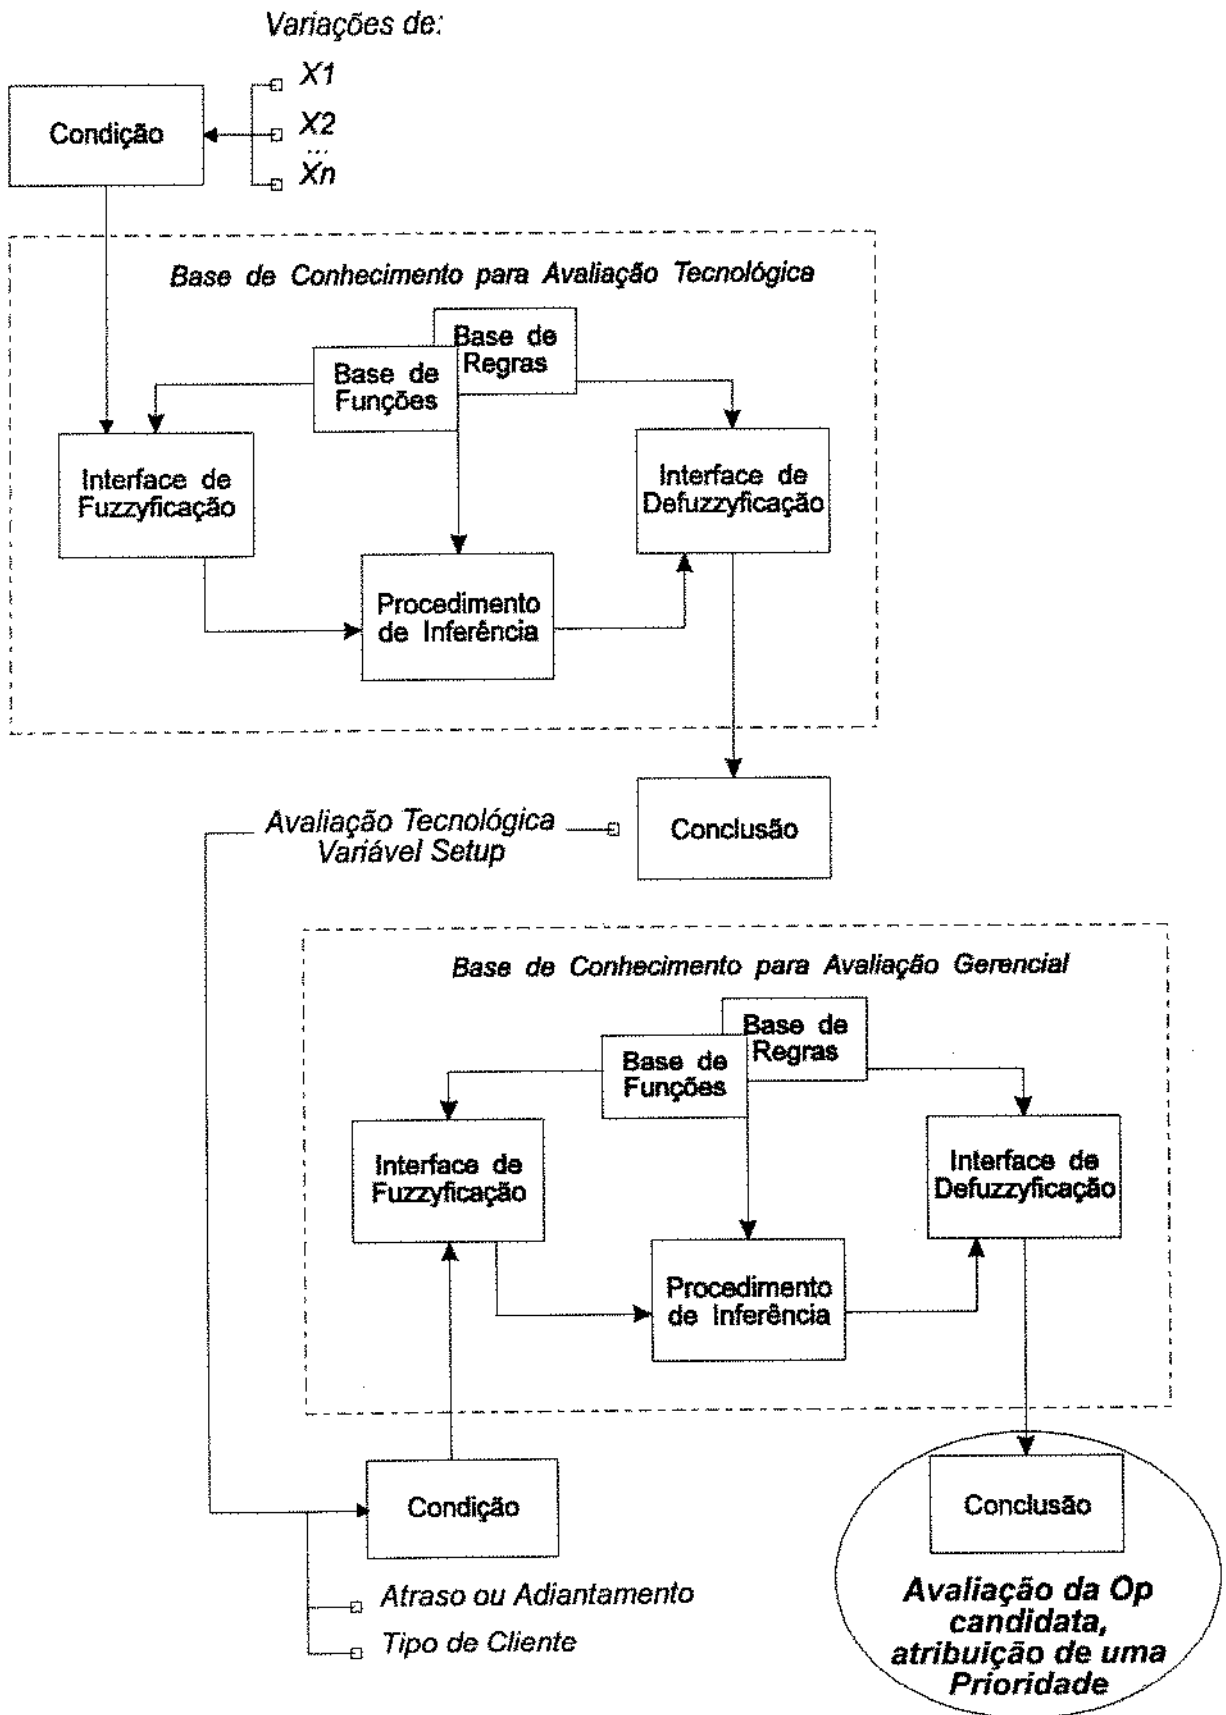 Variações de:
X1
X2
...
Xn
Condição
Base de Conhecimento para Avaliação Tecnológica
Base de
Regras
Base de
Funções
Interface de
Fuzzyficação
Interface de
Defuzzyficação
Procedimento
de Inferência
Avaliação Tecnológica
Variável Setup
Conclusão
Base de Conhecimento para Avaliação Gerencial
Base de
Regras
Base de
Funções
Interface de
Fuzzyficação
Interface de
Defuzzyficação
Procedimento
de Inferência
Condição
Conclusão
Atraso ou Adiantamento
Tipo de Cliente
Avaliação da Op
candidata,
atribuição de uma
Prioridade